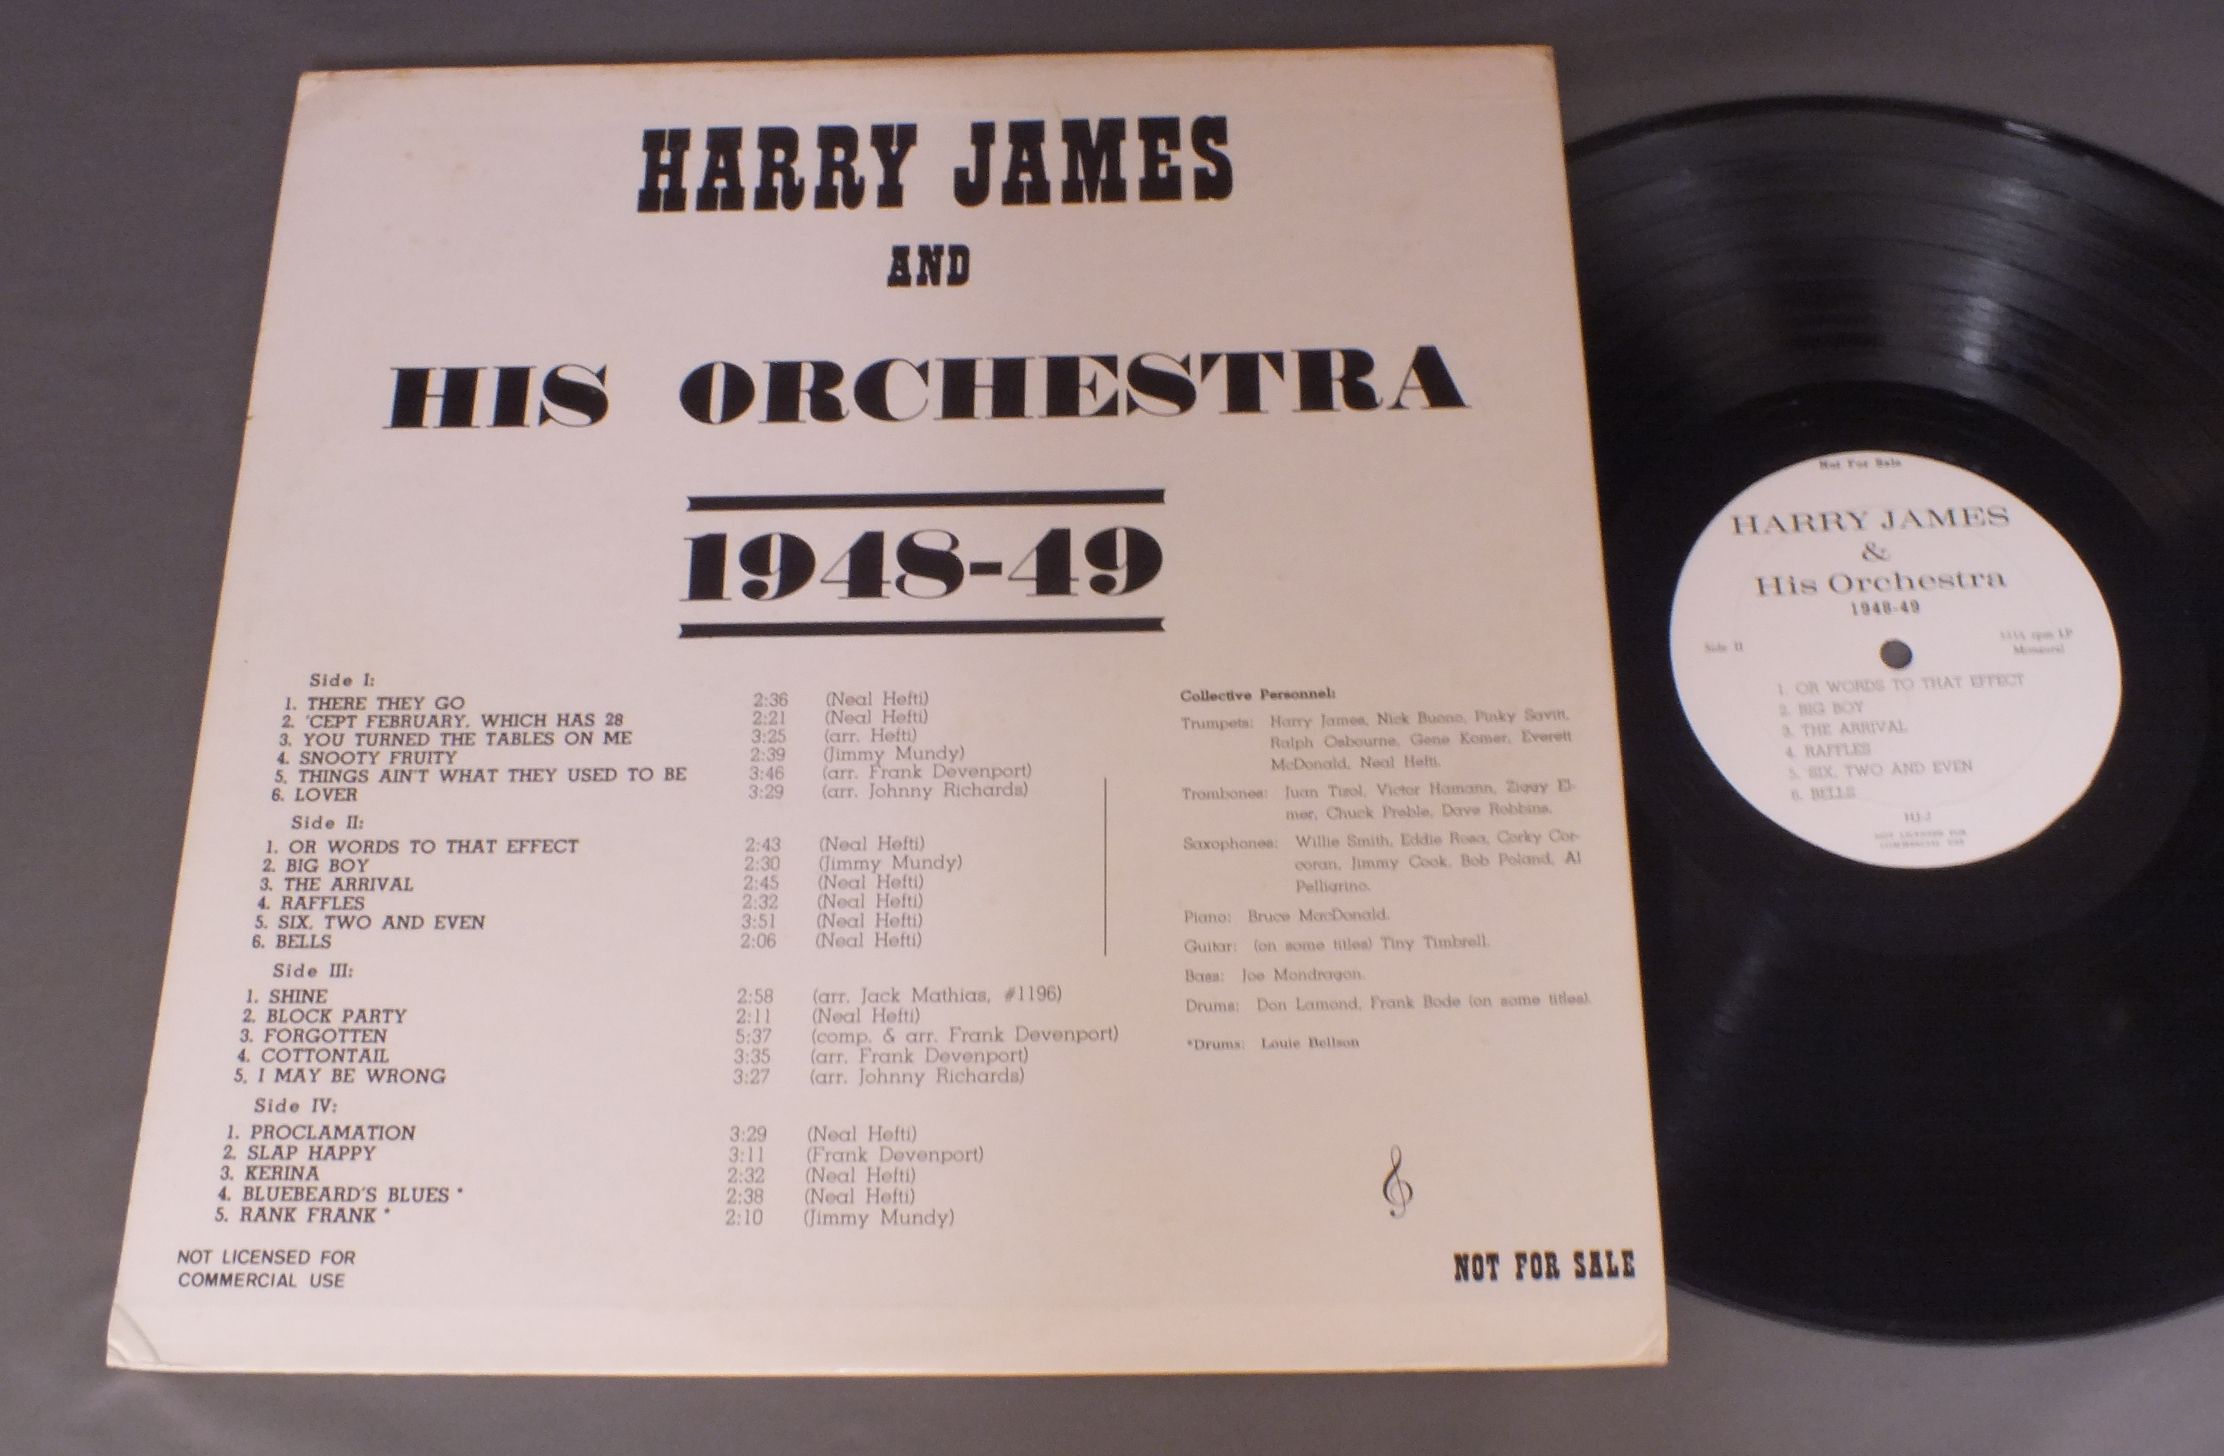 HARRY JAMES
AND
HIS ORCHESTRA
1948-49
Side I:
1. THERE THEY GO 2:36 (Neal Hefti)
2. 'CEPT FEBRUARY, WHICH HAS 28 2:21 (Neal Hefti)
3. YOU TURNED THE TABLES ON ME 3:25 (arr. Hefti)
4. SNOOTY FRUITY 2:39 (Jimmy Mundy)
5. THINGS AIN'T WHAT THEY USED TO BE 3:46 (arr. Frank Devenport)
6. LOVER 3:29 (arr. Johnny Richards)
Side II:
1. OR WORDS TO THAT EFFECT 2:43 (Neal Hefti)
2. BIG BOY 2:30 (Jimmy Mundy)
3. THE ARRIVAL 2:45 (Neal Hefti)
4. RAFFLES 2:32 (Neal Hefti)
5. SIX, TWO AND EVEN 3:51 (Neal Hefti)
6. BELLS 2:06 (Neal Hefti)
Side III:
1. SHINE 2:58 (arr. Jack Mathias, #1196)
2. BLOCK PARTY 2:11 (Neal Hefti)
3. FORGOTTEN 5:37 (comp. & arr. Frank Devenport)
4. COTTONTAIL 3:35 (arr. Frank Devenport)
5. I MAY BE WRONG 3:27 (arr. Johnny Richards)
Side IV:
1. PROCLAMATION 3:29 (Neal Hefti)
2. SLAP HAPPY 3:11 (Frank Devenport)
3. KERINA 2:32 (Neal Hefti)
4. BLUEBEARD'S BLUES * 2:38 (Neal Hefti)
5. RANK FRANK * 2:10 (Jimmy Mundy)
NOT LICENSED FOR
COMMERCIAL USE
Collective Personnel:
Trumpets: Harry James, Nick Buono, Pinky Savitt,
Ralph Osbourne, Gene Komer, Everett
McDonald, Neal Hefti.
Trombones: Juan Tizol, Victor Hamann, Ziggy El-
mer, Chuck Preble, Dave Robbins.
Saxophones: Willie Smith, Eddie Rosa, Corky Cor-
coran, Jimmy Cook, Bob Poland, Al
Pelligrino.
Piano: Bruce MacDonald.
Guitar: (on some titles) Tiny Timbrell.
Bass: Joe Mondragon.
Drums: Don Lamond, Frank Bode (on some titles).
*Drums: Louie Bellson
NOT FOR SALE
Not For Sale
HARRY JAMES
&
His Orchestra
1948-49
Side II
rpm LP
Monaural
1. OR WORDS TO THAT EFFECT
2. BIG BOY
3. THE ARRIVAL
4. RAFFLES
5. SIX, TWO AND EVEN
6. BELLS
NOT LICENSED FOR
COMMERCIAL USE